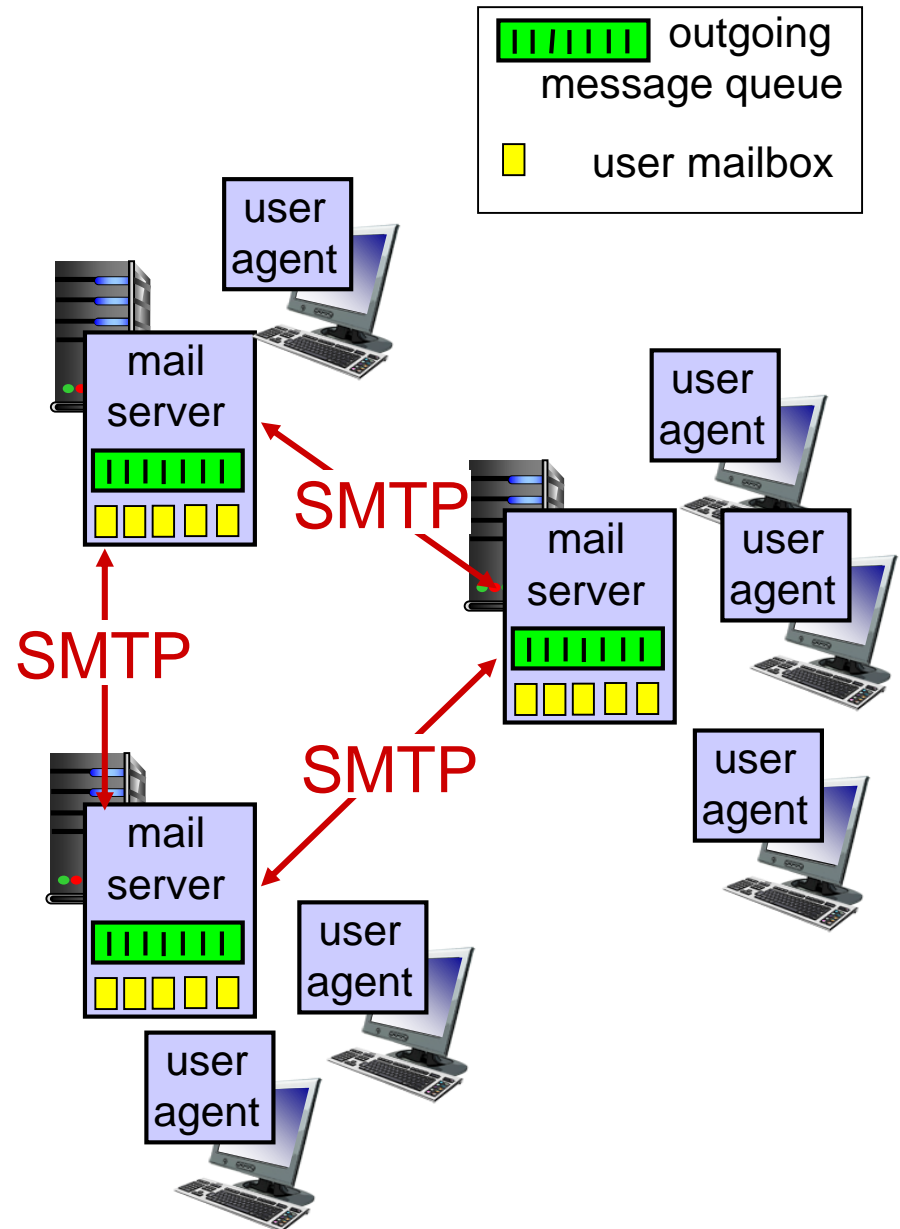 outgoing
message queue
user mailbox
user
agent
mail
server
user
agent
SMTP
mail
server
user
agent
SMTP
SMTP
user
agent
mail
server
user
agent
user
agent